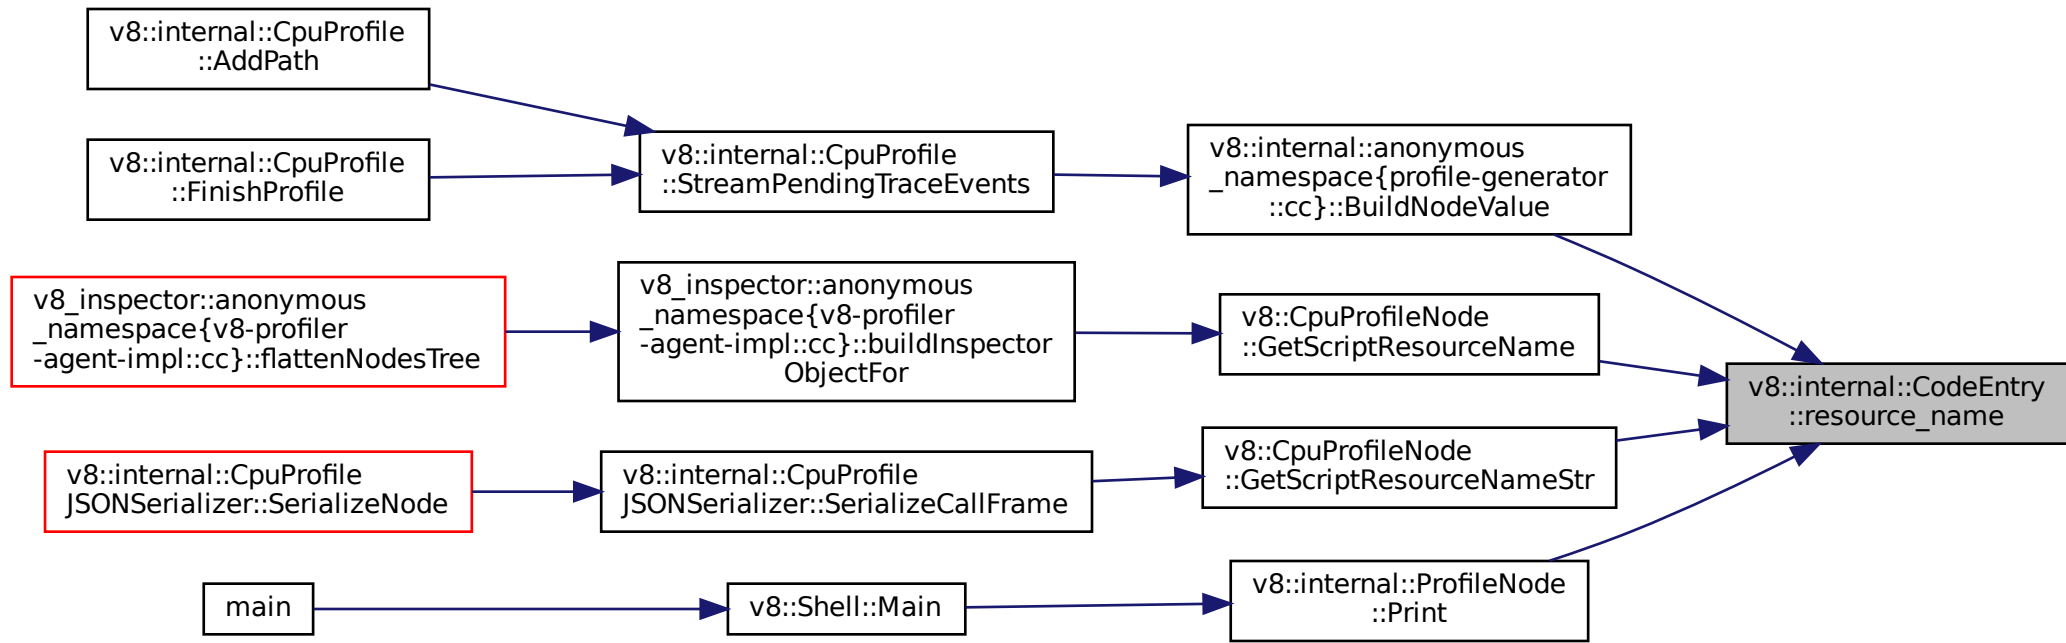 v8::internal::CpuProfile
::AddPath
v8::internal::CpuProfile
::FinishProfile
v8::internal::CpuProfile
::StreamPendingTraceEvents
v8::internal::anonymous
_namespace{profile-generator
::cc}::BuildNodeValue
v8_inspector::anonymous
_namespace{v8-profiler
-agent-impl::cc}::flattenNodesTree
v8_inspector::anonymous
_namespace{v8-profiler
-agent-impl::cc}::buildInspector
ObjectFor
v8::CpuProfileNode
::GetScriptResourceName
v8::internal::CodeEntry
::resource_name
v8::internal::CpuProfile
JSONSerializer::SerializeNode
v8::internal::CpuProfile
JSONSerializer::SerializeCallFrame
v8::CpuProfileNode
::GetScriptResourceNameStr
main
v8::Shell::Main
v8::internal::ProfileNode
::Print